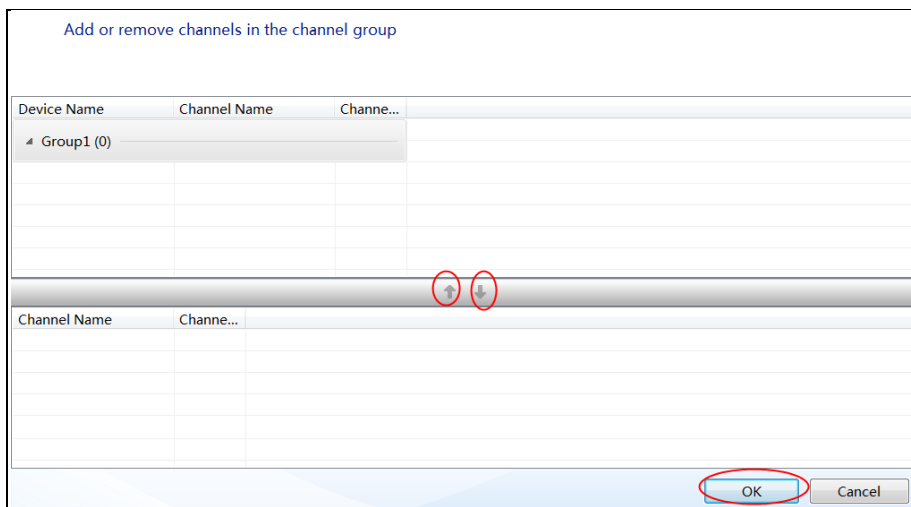 Add or remove channels in the channel group
Device Name Channel Name Channe...
Group1 (0)
Channel Name Channe...
OK Cancel